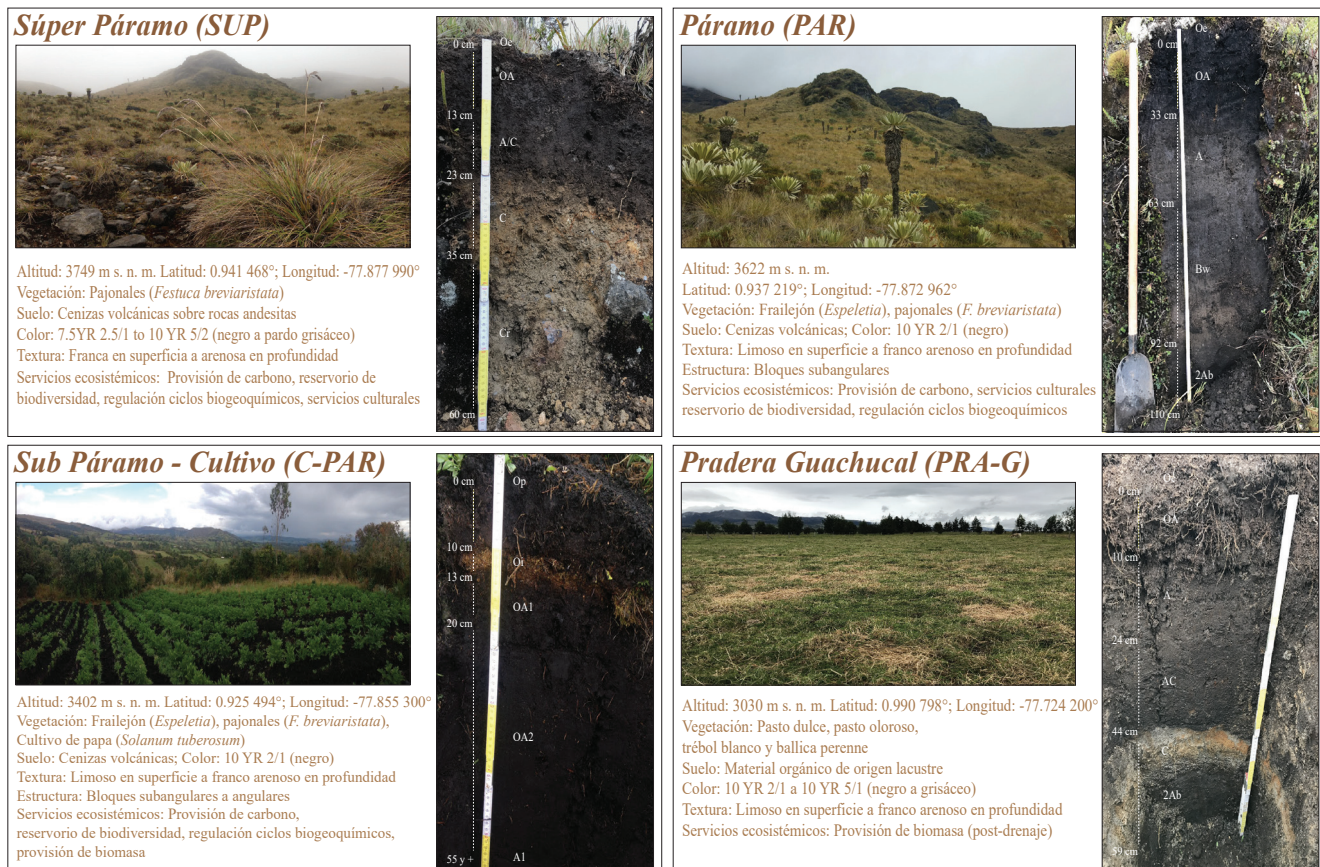 Súper Páramo (SUP)
Altitud: 3749 m s. n. m. Latitud: 0.941 468°; Longitud: -77.877 990°
Vegetación: Pajonales (Festuca breviaristata)
Suelo: Cenizas volcánicas sobre rocas andesitas
Color: 7.5YR 2.5/1 to 10 YR 5/2 (negro a pardo grisáceo)
Textura: Franca en superfícia a arenosa en profundidad
Servicios ecosistémicos: Provisión de carbono, reservorio de
biodiversidad, regulación ciclos biogeoquímicos, servicios culturales
0 cm
Oe
OA
13 cm
A/C
23 cm
C
35 cm
Cr
60 cm
Páramo (PAR)
Altitud: 3622 m s. n. m.
Latitud: 0.937 219°; Longitud: -77.872 962°
Vegetación: Frailejón (Espeletia), pajonales (F. breviaristata)
Suelo: Cenizas volcánicas; Color: 10 YR 2/1 (negro)
Textura: Limoso en superficie a franco arenoso en profundidad
Estructura: Bloques subangulares
Servicios ecosistémicos: Provisión de carbono, servicios culturales
reservorio de biodiversidad, regulación ciclos biogeoquímicos
Oe
0 cm
OA
33 cm
A
63 cm
Bw
92 cm
2Ab
110 cm
Sub Páramo - Cultivo (C-PAR)
Altitud: 3402 m s. n. m. Latitud: 0.925 494°; Longitud: -77.855 300°
Vegetación: Frailejón (Espeletia), pajonales (F. breviaristata),
Cultivo de papa (Solanum tuberosum)
Suelo: Cenizas volcánicas; Color: 10 YR 2/1 (negro)
Textura: Limoso en superficie a franco arenoso en profundidad
Estructura: Bloques subangulares a angulares
Servicios ecosistémicos: Provisión de carbono,
reservorio de biodiversidad, regulación ciclos biogeoquímicos,
provisión de biomasa
0 cm
Op
10 cm
Oi
13 cm
OA1
20 cm
OA2
55 y +
A1
Pradera Guachucal (PRA-G)
Altitud: 3030 m s. n. m. Latitud: 0.990 798°; Longitud: -77.724 200°
Vegetación: Pasto dulce, pasto oloroso,
trébol blanco y ballica perenne
Suelo: Material orgánico de origen lacustre
Color: 10 YR 2/1 a 10 YR 5/1 (negro a grisáceo)
Textura: Limoso en superficie a franco arenoso en profundidad
Servicios ecosistémicos: Provisión de biomasa (post-drenaje)
0 cm
OA
10 cm
A
24 cm
AC
44 cm
C
2Ab
59 cm